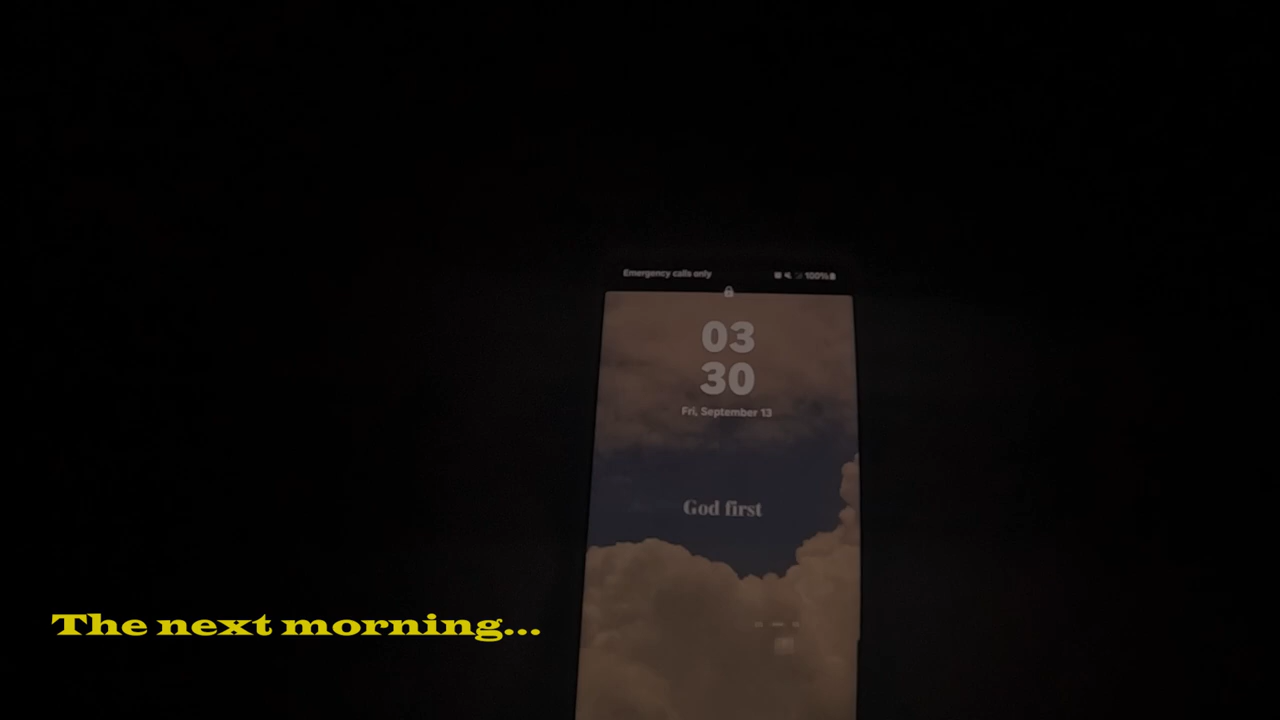 Emergency calls only
100%
03
30
Fri, September 13
God first
The next morning...